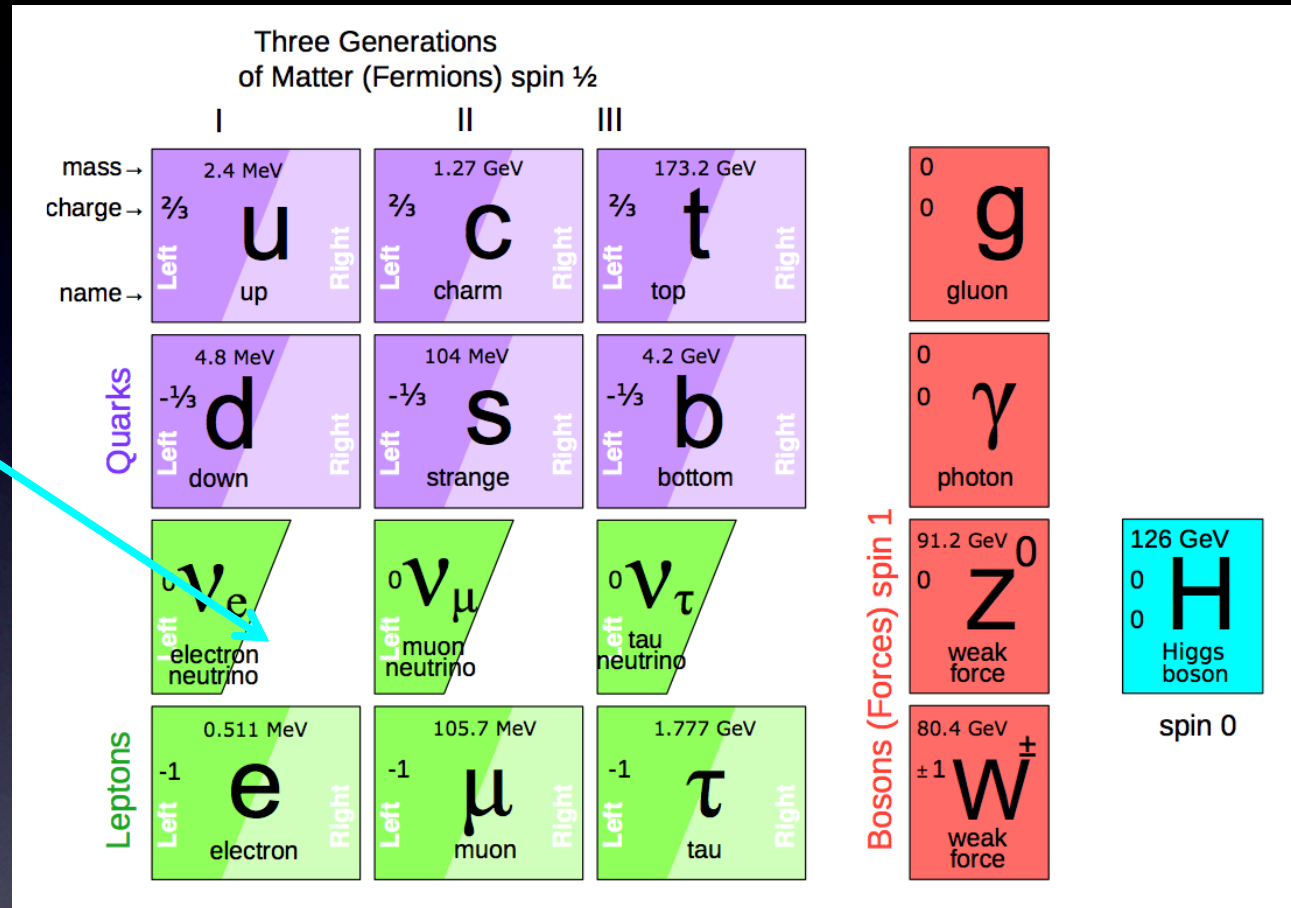 Three Generations
of Matter (Fermions) spin ½
I II III
mass→
charge→
name→
2.4 MeV
⅔
u
Left
Right
up
1.27 GeV
⅔
c
Left
Right
charm
173.2 GeV
⅔
t
Left
Right
top
0
0
g
gluon
Quarks
4.8 MeV
-⅓
d
Left
Right
down
104 MeV
-⅓
s
Left
Right
strange
4.2 GeV
-⅓
b
Left
Right
bottom
0
0
γ
photon
0
νe
Left
electron
neutrino
0
νμ
Left
muon
neutrino
0
ντ
Left
tau
neutrino
Bosons (Forces) spin 1
91.2 GeV
0
Z0
weak
force
126 GeV
0
0
H
Higgs
boson
spin 0
Leptons
0.511 MeV
-1
e
Left
Right
electron
105.7 MeV
-1
μ
Left
Right
muon
1.777 GeV
-1
τ
Left
Right
tau
80.4 GeV
±1
W±
weak
force